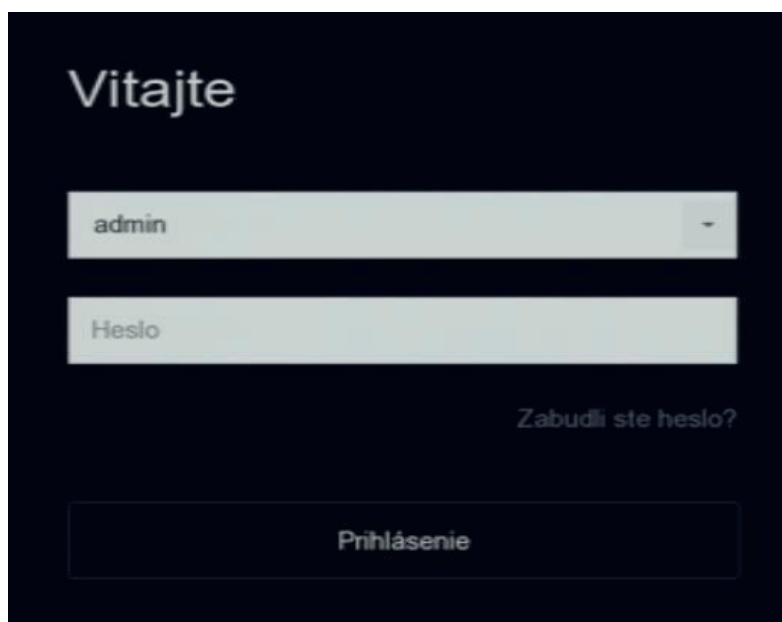 Vitajte
admin
Heslo
Zabudli ste heslo?
Prihlásenie